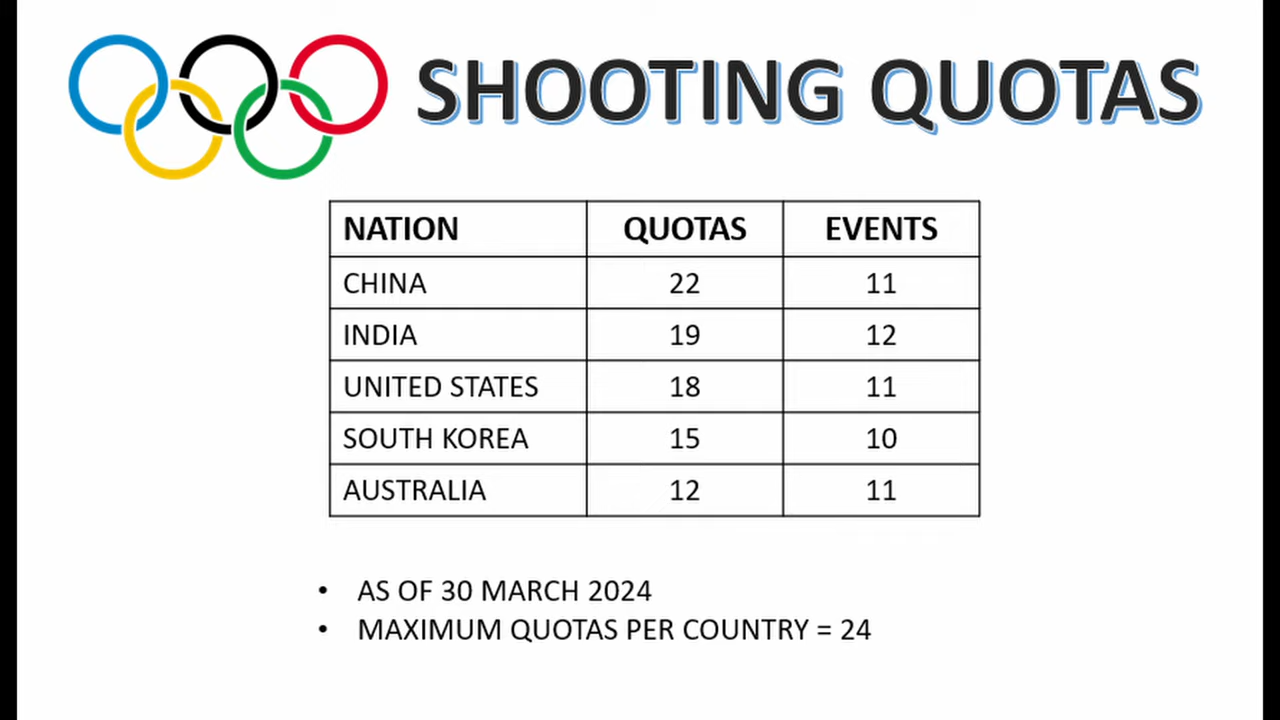 SHOOTING QUOTAS
NATION QUOTAS EVENTS
CHINA 22 11
INDIA 19 12
UNITED STATES 18 11
SOUTH KOREA 15 10
AUSTRALIA 12 11
• AS OF 30 MARCH 2024
• MAXIMUM QUOTAS PER COUNTRY = 24